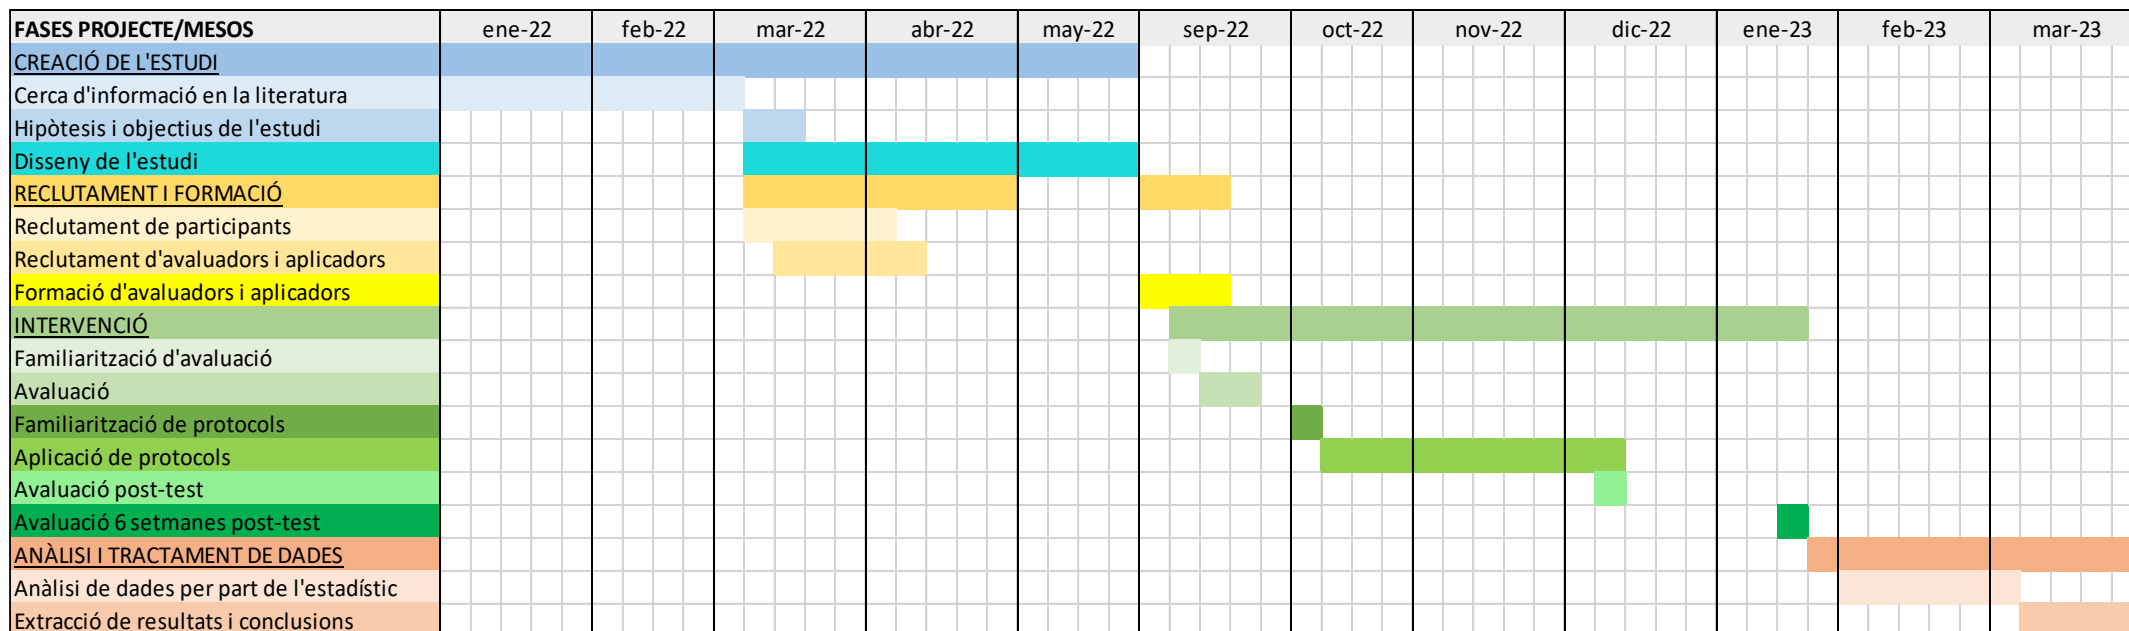 FASES PROJECTE/MESOS ene-22 feb-22 mar-22 abr-22 may-22 sep-22 oct-22 nov-22 dic-22 ene-23 feb-23 mar-23
CREACIÓ DE L'ESTUDI
Cerca d'informació en la literatura
Hipòtesis i objectius de l'estudi
Disseny de l'estudi
RECLUTAMENT I FORMACIÓ
Reclutament de participants
Reclutament d'avaluadors i aplicadors
Formació d'avaluadors i aplicadors
INTERVENCIÓ
Familiarització d'avaluació
Avaluació
Familiarització de protocols
Aplicació de protocols
Avaluació post-test
Avaluació 6 setmanes post-test
ANÀLISI I TRACTAMENT DE DADES
Anàlisi de dades per part de l'estadístic
Extracció de resultats i conclusions